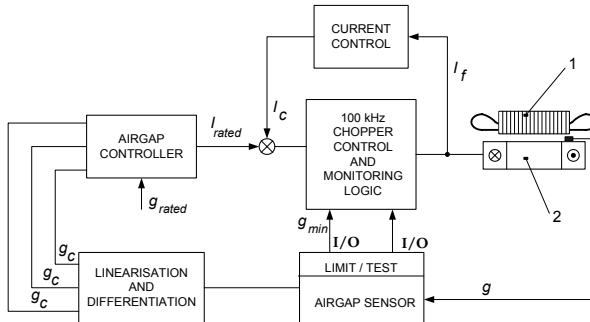 CURRENT
CONTROL
1
I_f
I_c
I_rated
100 kHz
CHOPPER
CONTROL
AND
MONITORING
LOGIC
AIRGAP
CONTROLLER
2
g_rated
g_min
I/O
I/O
g_c
g_c
g_c
LINEARISATION
AND
DIFFERENTIATION
LIMIT / TEST
AIRGAP SENSOR
g